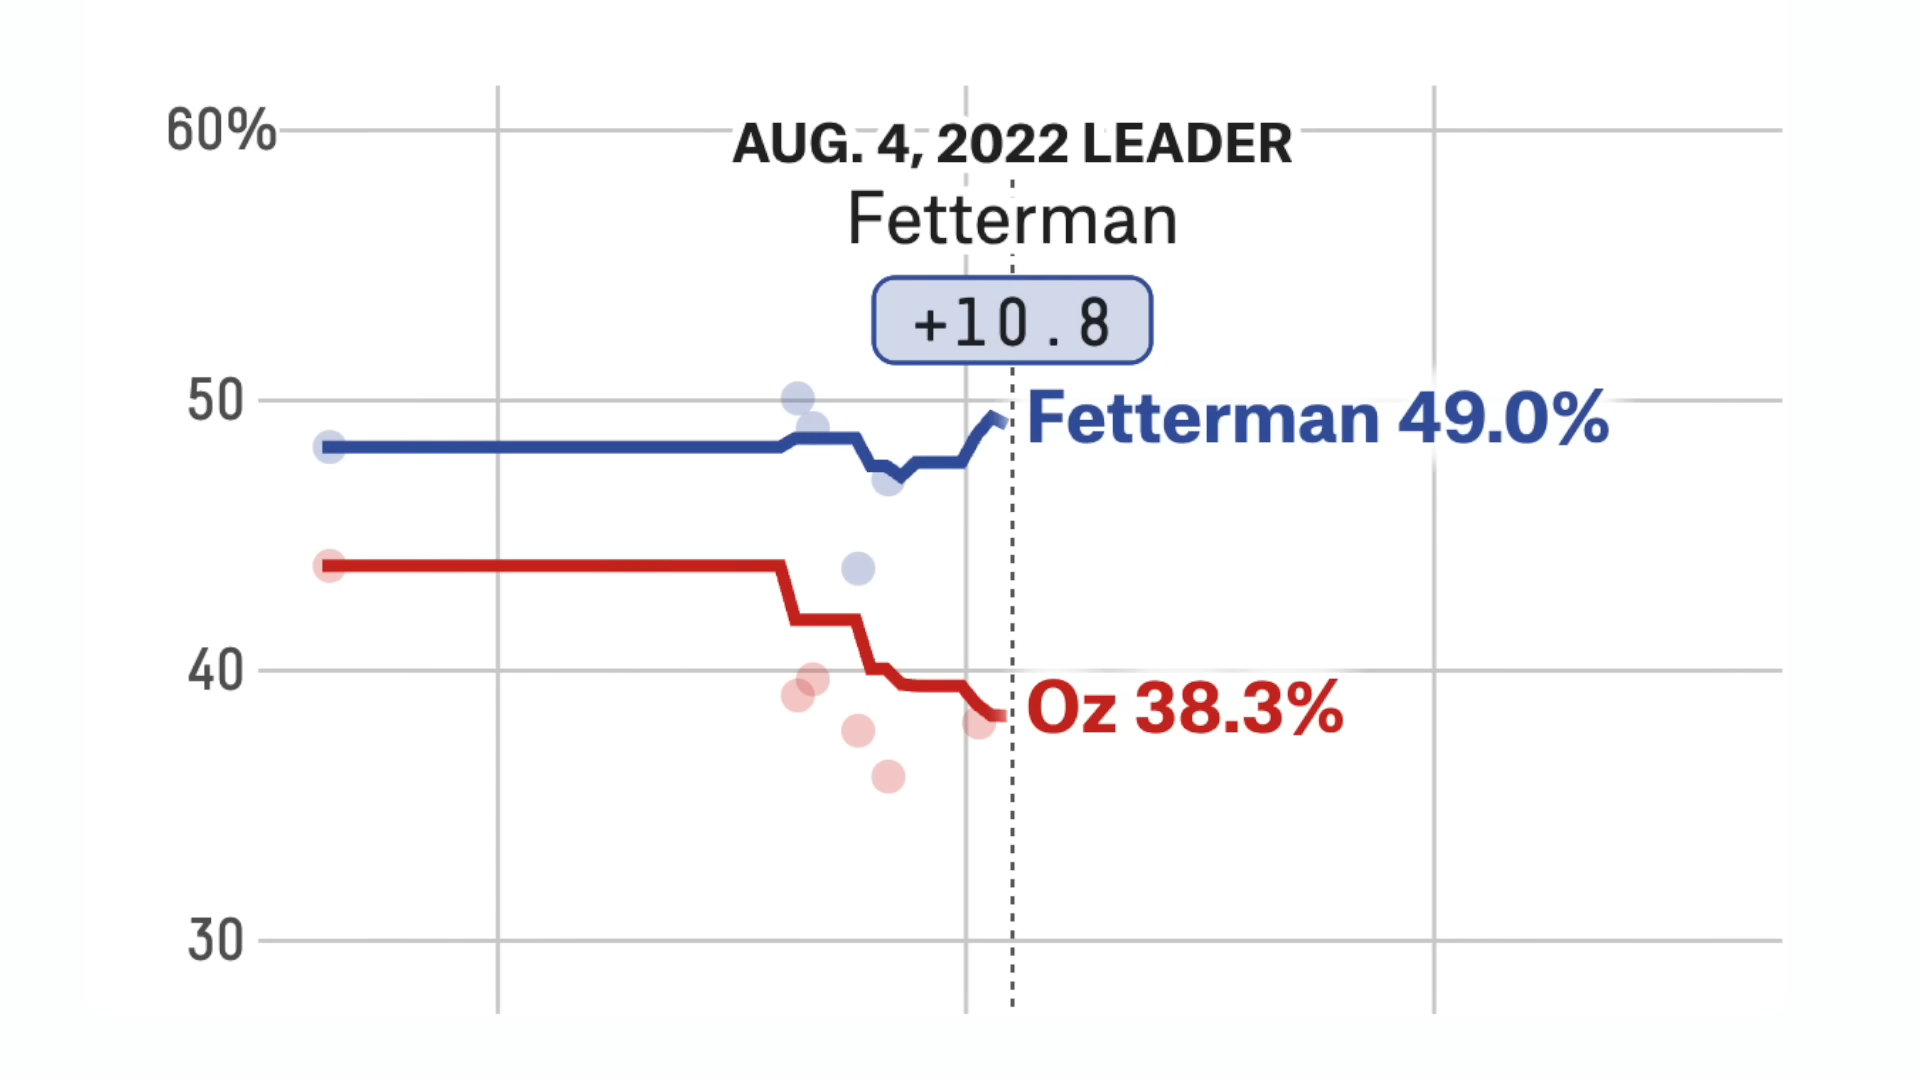 60%
AUG. 4, 2022 LEADER
Fetterman
+10.8
50
Fetterman 49.0%
40
Oz 38.3%
30